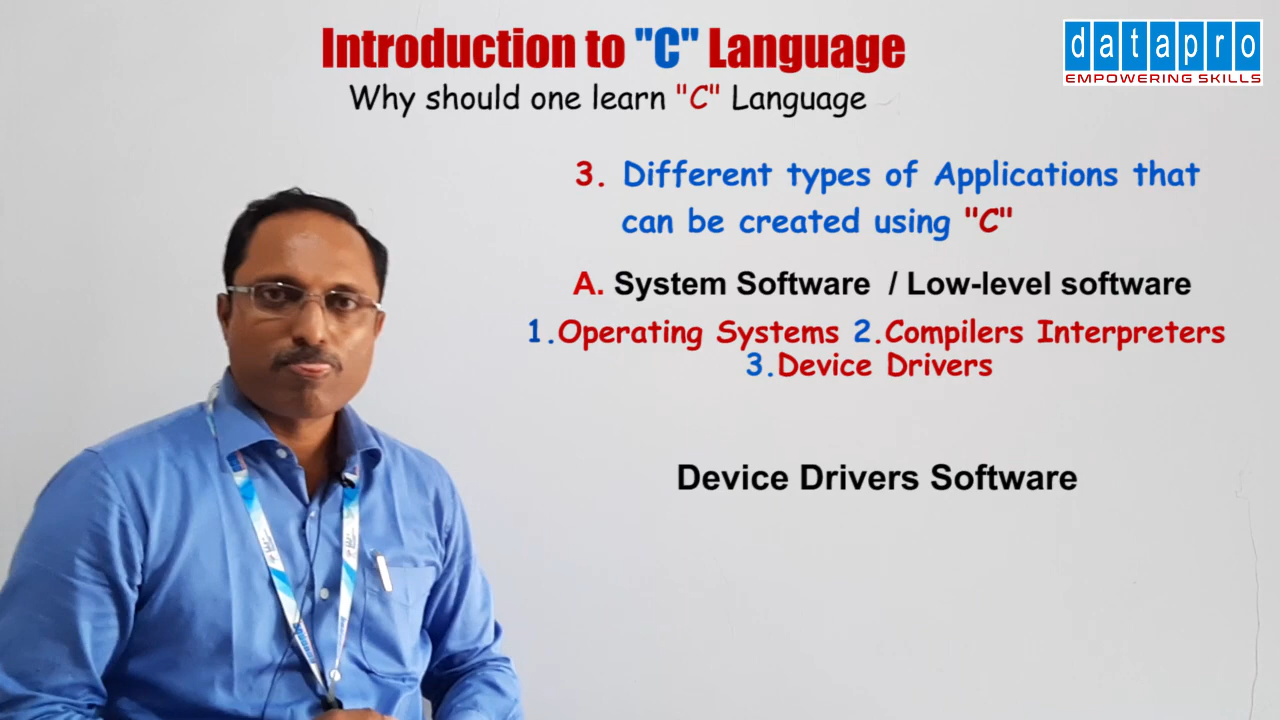 Introduction to "C" Language
datapro
EMPOWERING SKILLS
Why should one learn "C" Language
3. Different types of Applications that
can be created using "C"
A. System Software / Low-level software
1.Operating Systems 2.Compilers Interpreters
3.Device Drivers
Device Drivers Software